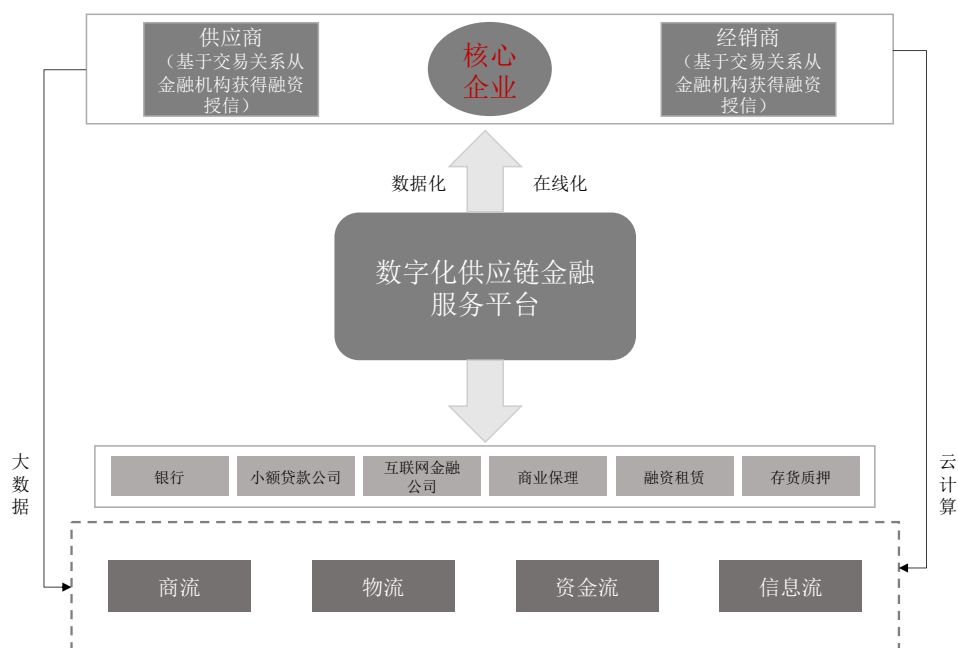 供应商
（基于交易关系从
金融机构获得融资
授信）
核心
企业
经销商
（基于交易关系从
金融机构获得融资
授信）
数据化
在线化
数字化供应链金融
服务平台
大
数
据
云
计
算
银行
小额贷款公司
互联网金融
公司
商业保理
融资租赁
存货质押
商流
物流
资金流
信息流